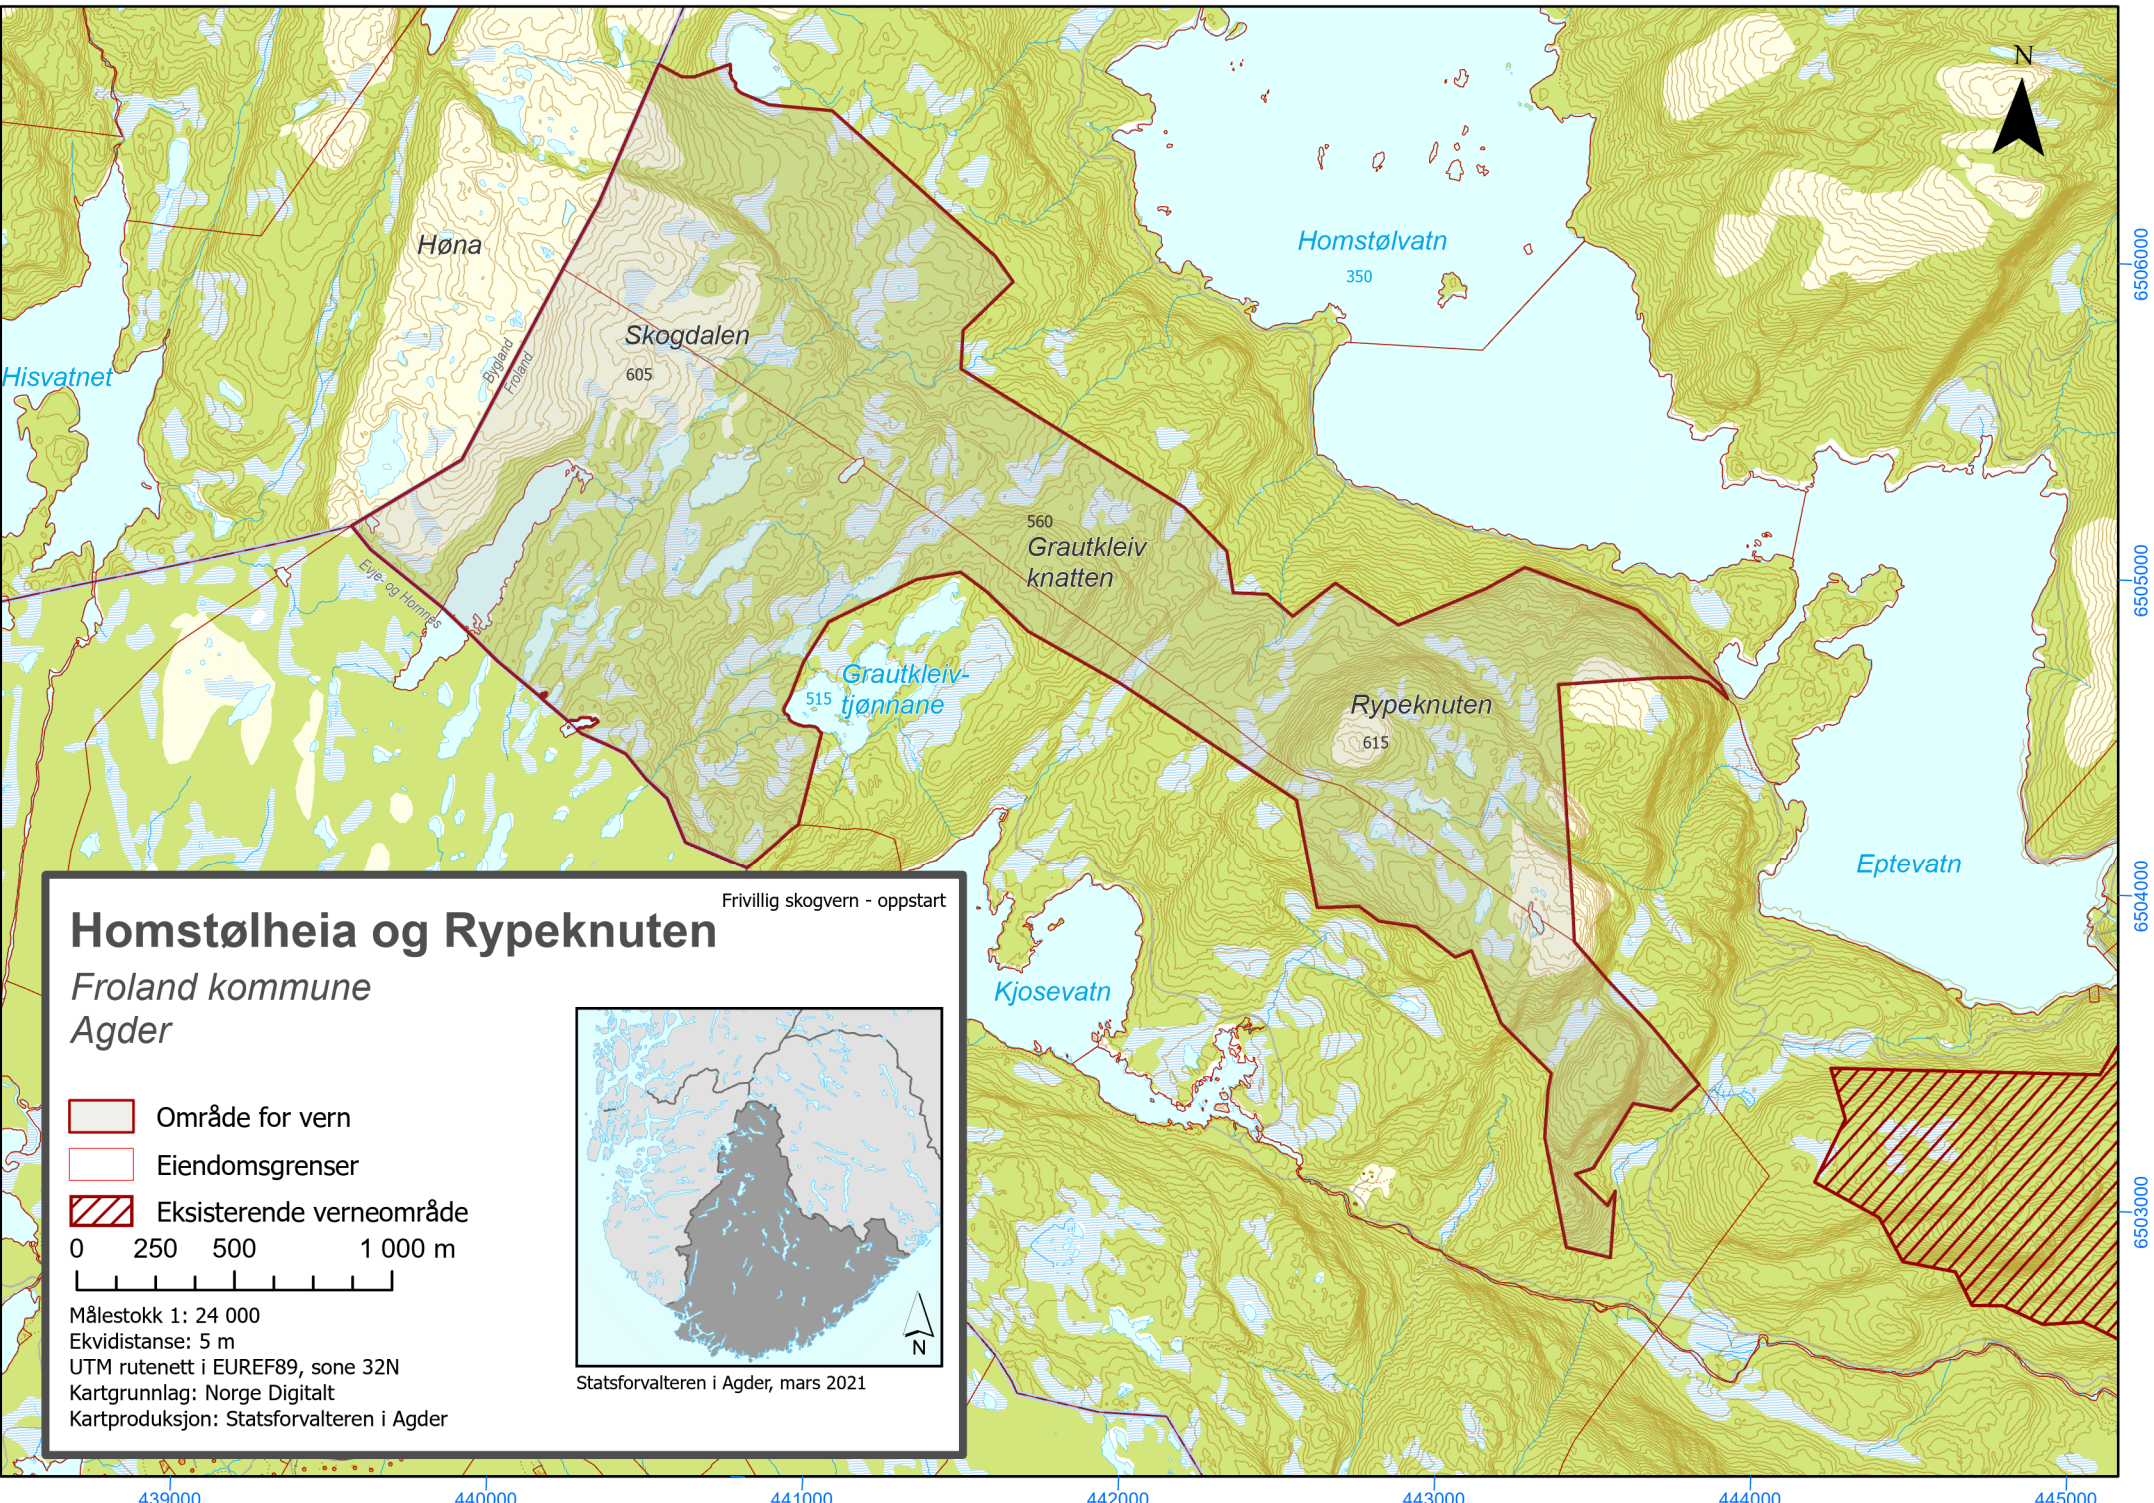 N
Høna
Homstølvatn
350
6506000
Skogdalen
605
Bygland
Froland
Hisvatnet
560
Grautkleiv
knatten
6505000
Evje- og Hornnes
Grautkleiv-
515 tjønnane
Rypeknuten
615
Eptevatn
6504000
Kjosevatn
6503000
Frivillig skogvern - oppstart
Homstølheia og Rypeknuten
Froland kommune
Agder
Område for vern
Eiendomsgrenser
Eksisterende verneområde
0 250 500 1 000 m
Målestokk 1: 24 000
Ekvidistanse: 5 m
UTM rutenett i EUREF89, sone 32N
Kartgrunnlag: Norge Digitalt
Kartproduksjon: Statsforvalteren i Agder
N
Statsforvalteren i Agder, mars 2021
439000 440000 441000 442000 443000 444000 445000